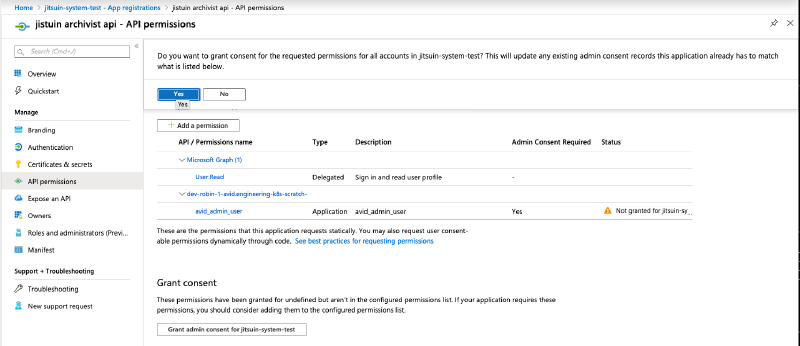 Home > jitsuin-system-test - App registrations > jistuin archivist api - API permissions
jistuin archivist api - API permissions
Search (Cmd+/)
Overview
Quickstart
Manage
Branding
Authentication
Certificates & secrets
API permissions
Expose an API
Owners
Roles and administrators (Previ...
Manifest
Support + Troubleshooting
Troubleshooting
New support request
Do you want to grant consent for the requested permissions for all accounts in jitsuin-system-test? This will update any existing admin consent records this application already has to match
what is listed below.
Yes No
Yes
+ Add a permission
API / Permissions name Type Description Admin Consent Required Status
Microsoft Graph (1)
User.Read Delegated Sign in and read user profile -
dev-robin-1-avid.engineering-k8s-scratch-
avid_admin_user Application avid_admin_user Yes Not granted for jitsuin-sy...
These are the permissions that this application requests statically. You may also request user consent-
able permissions dynamically through code. See best practices for requesting permissions
Grant consent
These permissions have been granted for undefined but aren't in the configured permissions list. If your application requires these
permissions, you should consider adding them to the configured permissions list.
Grant admin consent for jitsuin-system-test